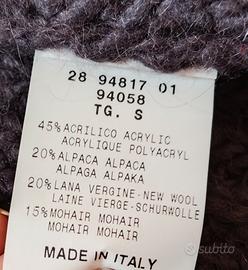 28 94817 01
94058
TG. S
45% ACRILICO ACRYLIC
ACRYLIQUE POLYACRYL
20% ALPACA ALPACA
ALPAGA ALPAKA
20% LANA VERGINE-NEW WOOL
LAINE VIERGE-SCHURWOLLE
15% MOHAIR MOHAIR
MOHAIR MOHAIR
MADE IN ITALY
subito